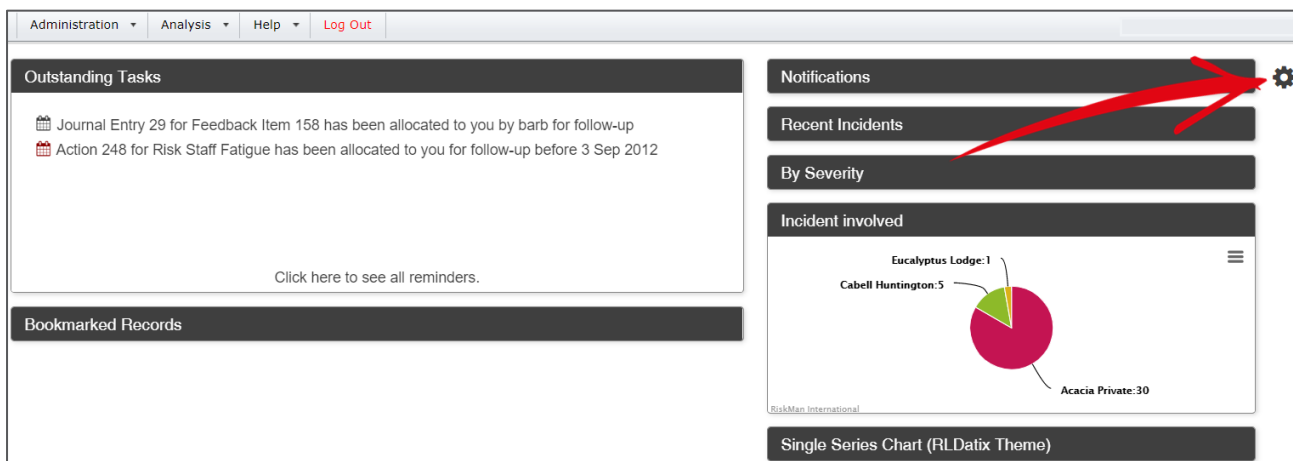 Administration Analysis Help Log Out
Outstanding Tasks
Journal Entry 29 for Feedback Item 158 has been allocated to you by barb for follow-up
Action 248 for Risk Staff Fatigue has been allocated to you for follow-up before 3 Sep 2012
Click here to see all reminders.
Bookmarked Records
Notifications
Recent Incidents
By Severity
Incident involved
Eucalyptus Lodge:1
Cabell Huntington:5
Acacia Private:30
RiskMan International
Single Series Chart (RLDatix Theme)